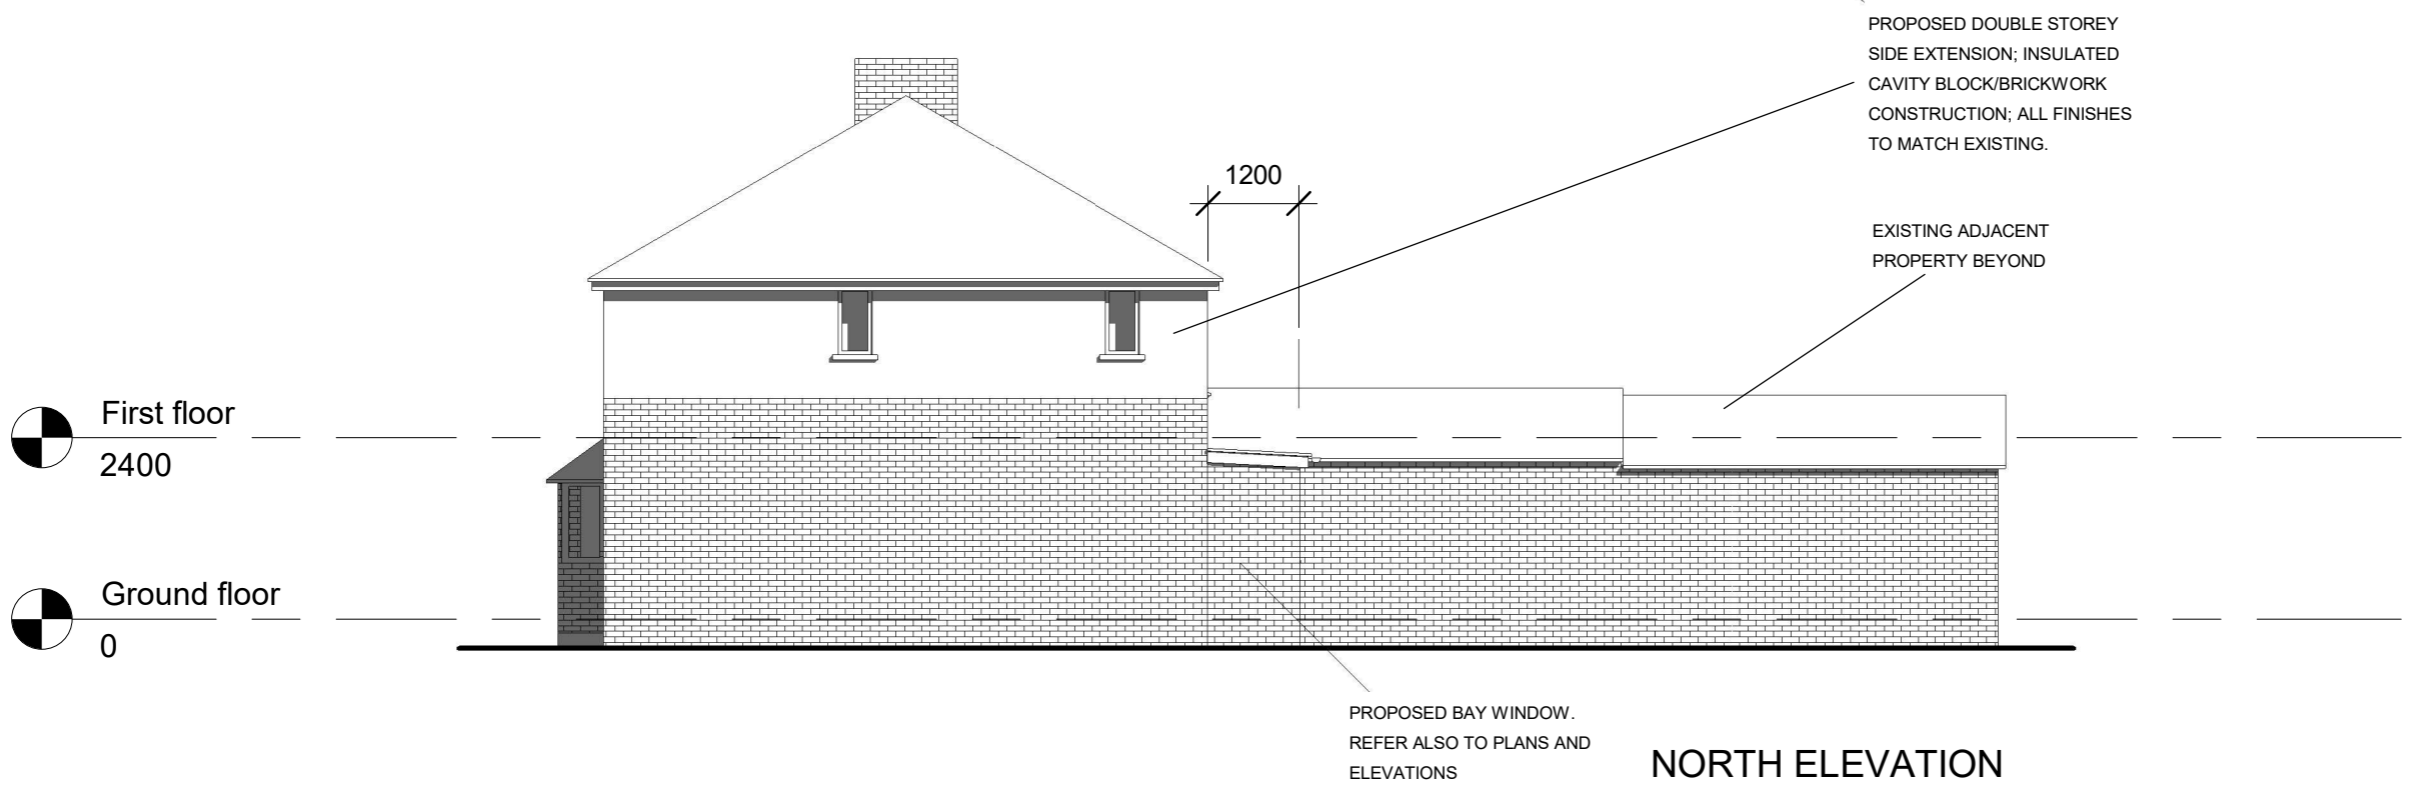 PROPOSED DOUBLE STOREY
SIDE EXTENSION; INSULATED
CAVITY BLOCK/BRICKWORK
CONSTRUCTION; ALL FINISHES
TO MATCH EXISTING.
1200
EXISTING ADJACENT
PROPERTY BEYOND
First floor
2400
Ground floor
0
PROPOSED BAY WINDOW.
REFER ALSO TO PLANS AND
ELEVATIONS
NORTH ELEVATION